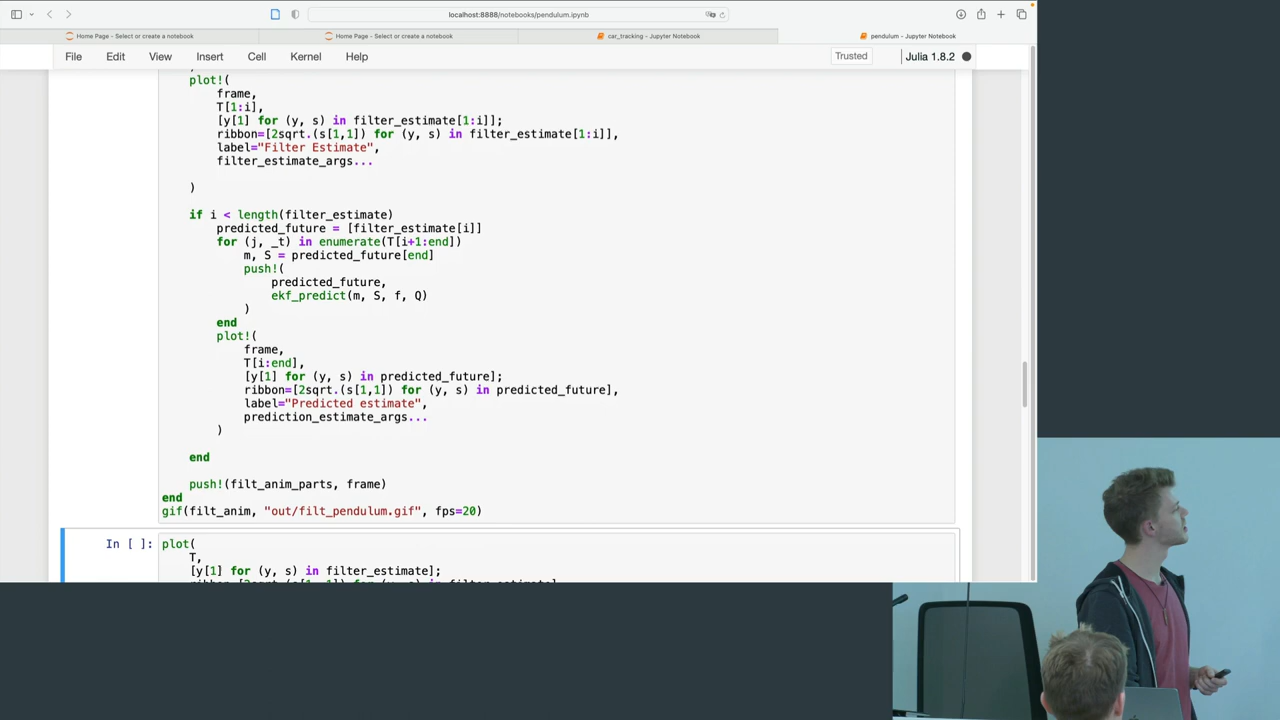 localhost:8888/notebooks/pendulum.ipynb
Home Page - Select or create a notebook
Home Page - Select or create a notebook
car_tracking - Jupyter Notebook
pendulum - Jupyter Notebook
File Edit View Insert Cell Kernel Help
Trusted
Julia 1.8.2
plot!(
frame,
T[1:i],
[y[1] for (y, s) in filter_estimate[1:i]];
ribbon=[2sqrt.(s[1,1]) for (y, s) in filter_estimate[1:i]],
label="Filter Estimate",
filter_estimate_args...
)
if i < length(filter_estimate)
predicted_future = [filter_estimate[i]]
for (j, _t) in enumerate(T[i+1:end])
m, S = predicted_future[end]
push!(
predicted_future,
ekf_predict(m, S, f, Q)
)
end
plot!(
frame,
T[i:end],
[y[1] for (y, s) in predicted_future];
ribbon=[2sqrt.(s[1,1]) for (y, s) in predicted_future],
label="Predicted estimate",
prediction_estimate_args...
)
end
push!(filt_anim_parts, frame)
end
gif(filt_anim, "out/filt_pendulum.gif", fps=20)
In [ ]: plot(
T,
[y[1] for (y, s) in filter_estimate];